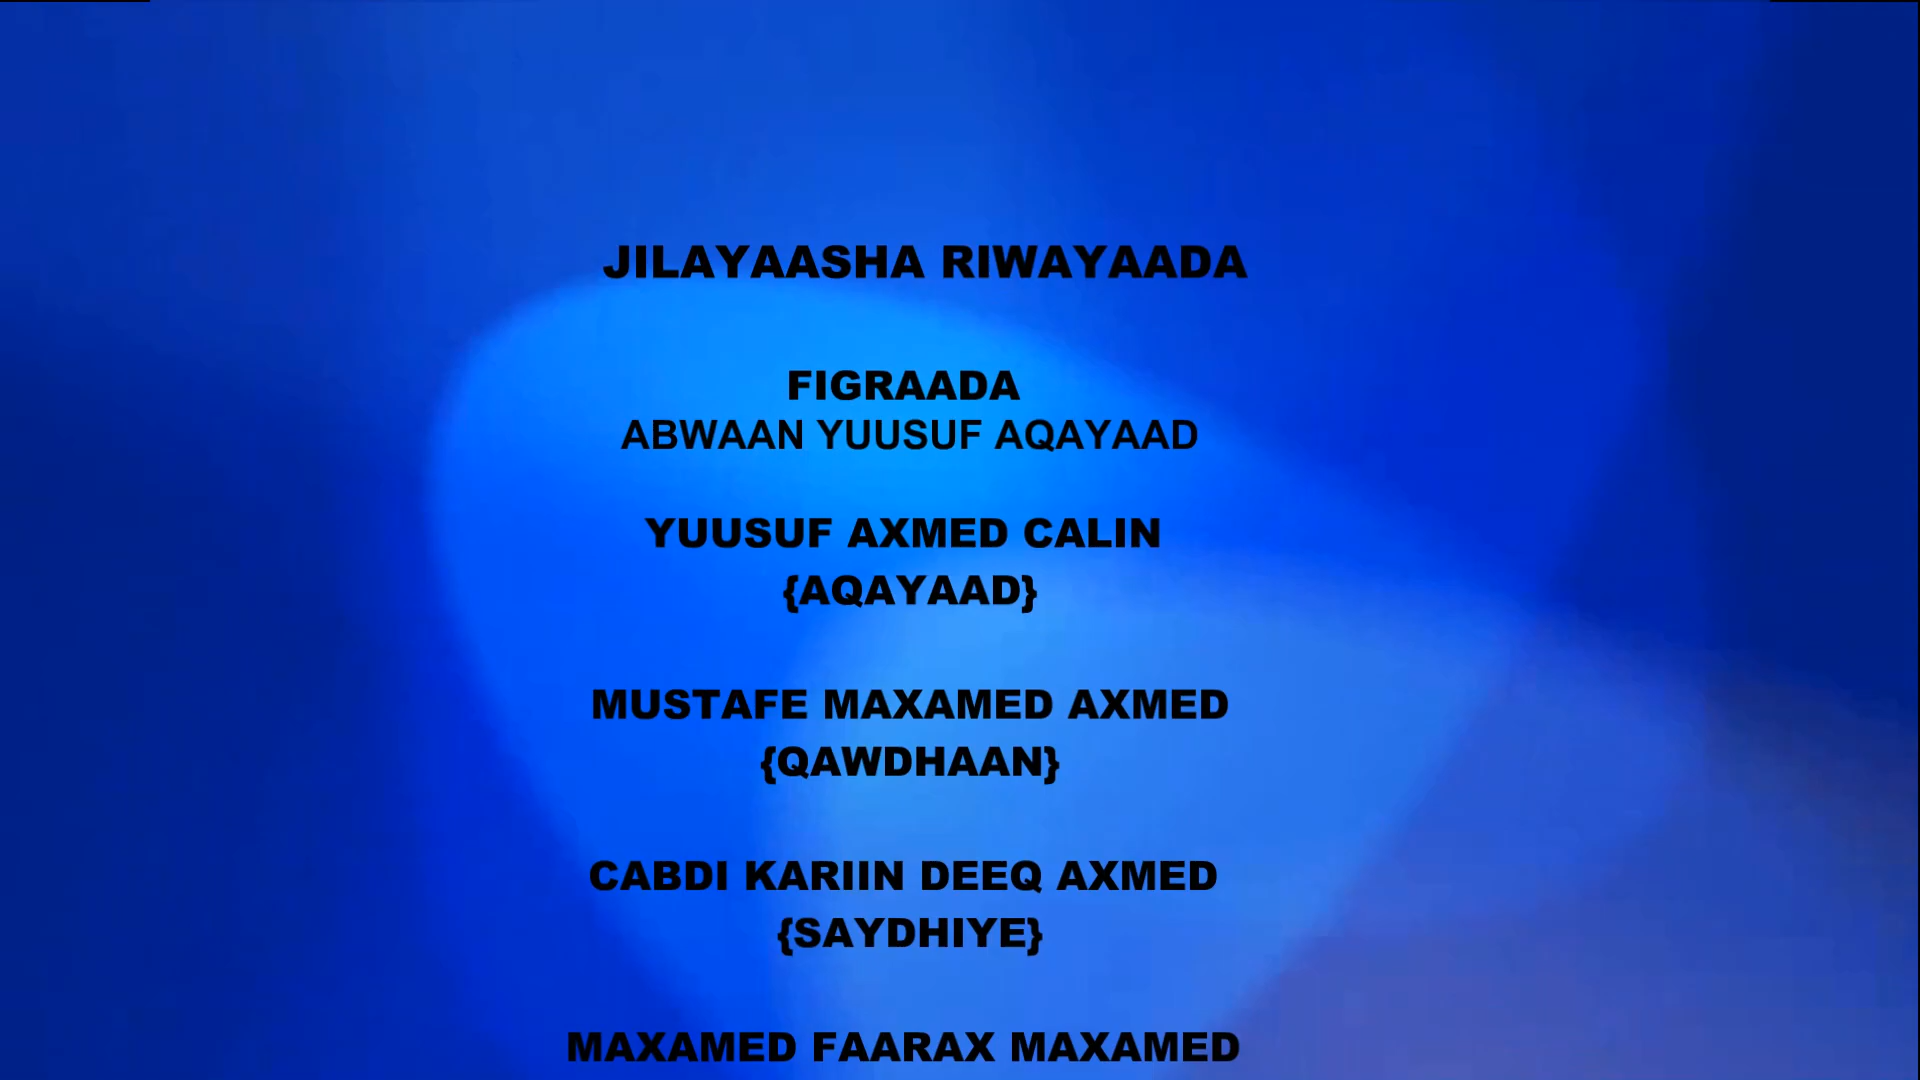 JILAYAASHA RIWAYAADA
FIGRAADA
ABWAAN YUUSUF AQAYAAD
YUUSUF AXMED CALIN
{AQAYAAD}
MUSTAFE MAXAMED AXMED
{QAWDHAAN}
CABDI KARIIN DEEQ AXMED
{SAYDHIYE}
MAXAMED FAARAX MAXAMED